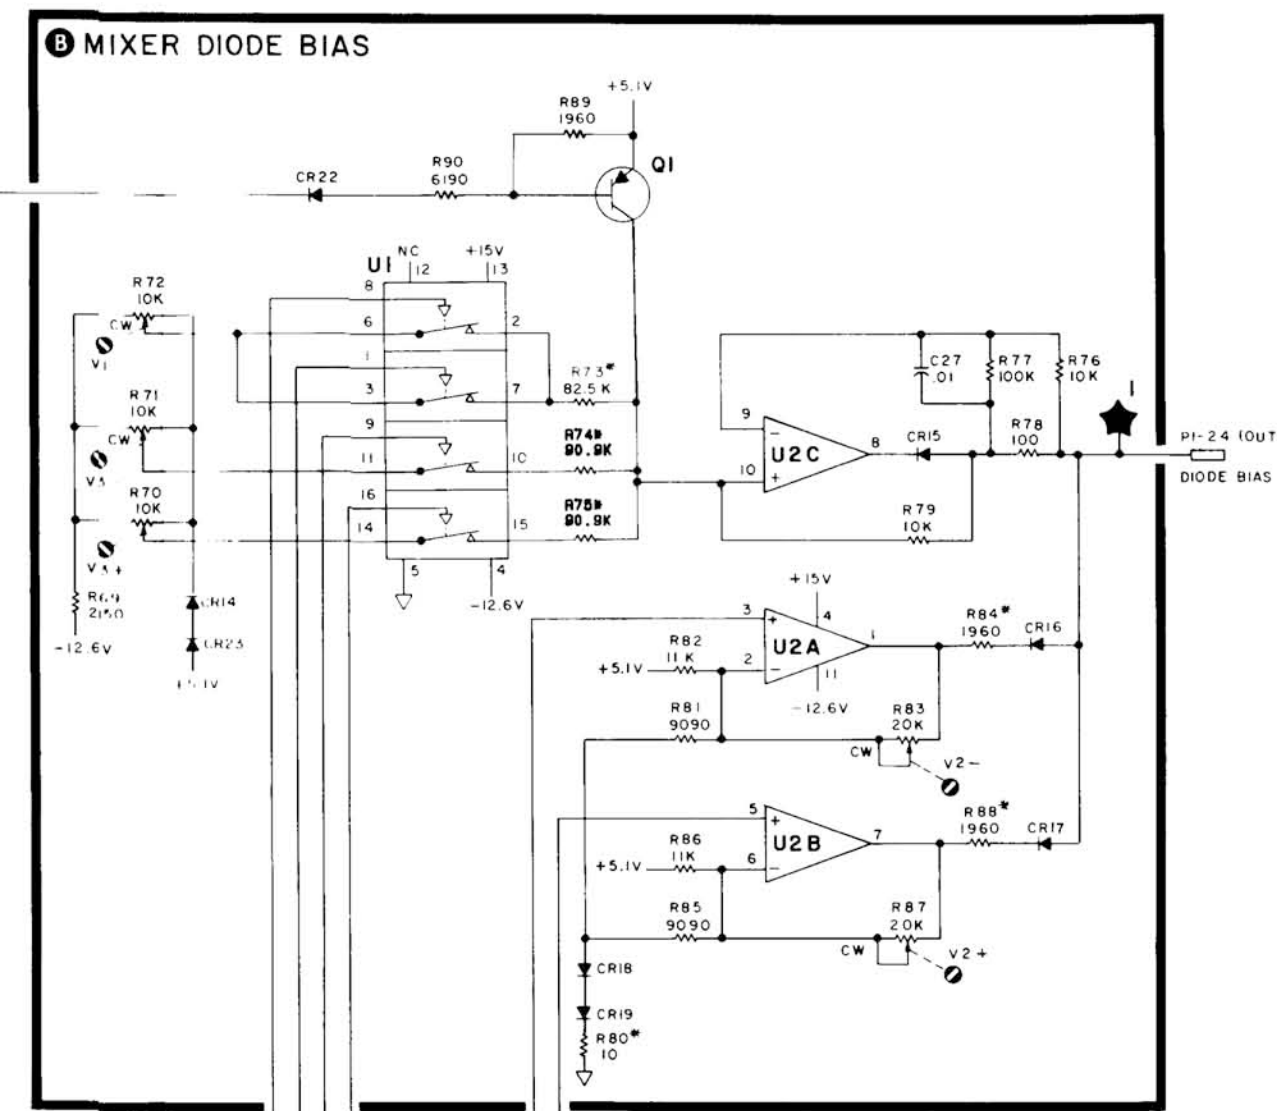 B MIXER DIODE BIAS
+5.1V
R89
1960
Q1
R90
6190
CR22
U1
NC
+15V
12
13
8
6
2
1
3
7
9
11
10
16
14
15
5
4
-12.6V
R72
10K
CW
V1
R71
10K
CW
V3
R70
10K
V3+
R69
2150
-12.6V
CR14
CR23
R73*
82.5K
R74*
90.9K
R75*
90.9K
9
-
10
+
U2C
8
CR15
C27
.01
R77
100K
R76
10K
R78
100
R79
10K
1
P1-24 (OUT
DIODE BIAS
+15V
3
+
4
U2A
1
2
-
11
-12.6V
R82
11K
+5.1V
R81
9090
R83
20K
CW
V2-
R84*
1960
CR16
5
+
U2B
7
6
-
R86
11K
+5.1V
R85
9090
R87
20K
CW
V2+
R88*
1960
CR17
CR18
CR19
R80*
10